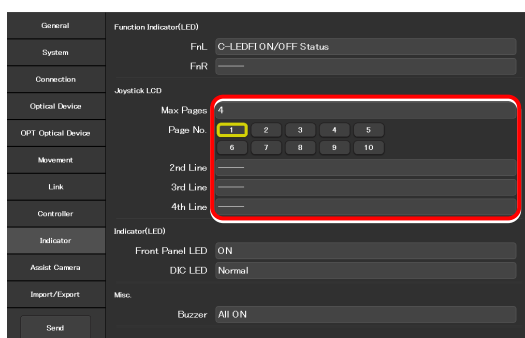 General
System
Connection
Optical Device
OPT Optical Device
Movement
Link
Controller
Indicator
Assist Camera
Import/Export
Send
Function Indicator(LED)
FnL C-LEDFI ON/OFF Status
FnR ——
Joystick LCD
Max Pages 4
Page No. 1 2 3 4 5
6 7 8 9 10
2nd Line ——
3rd Line ——
4th Line ——
Indicator(LED)
Front Panel LED ON
DIC LED Normal
Misc.
Buzzer All ON